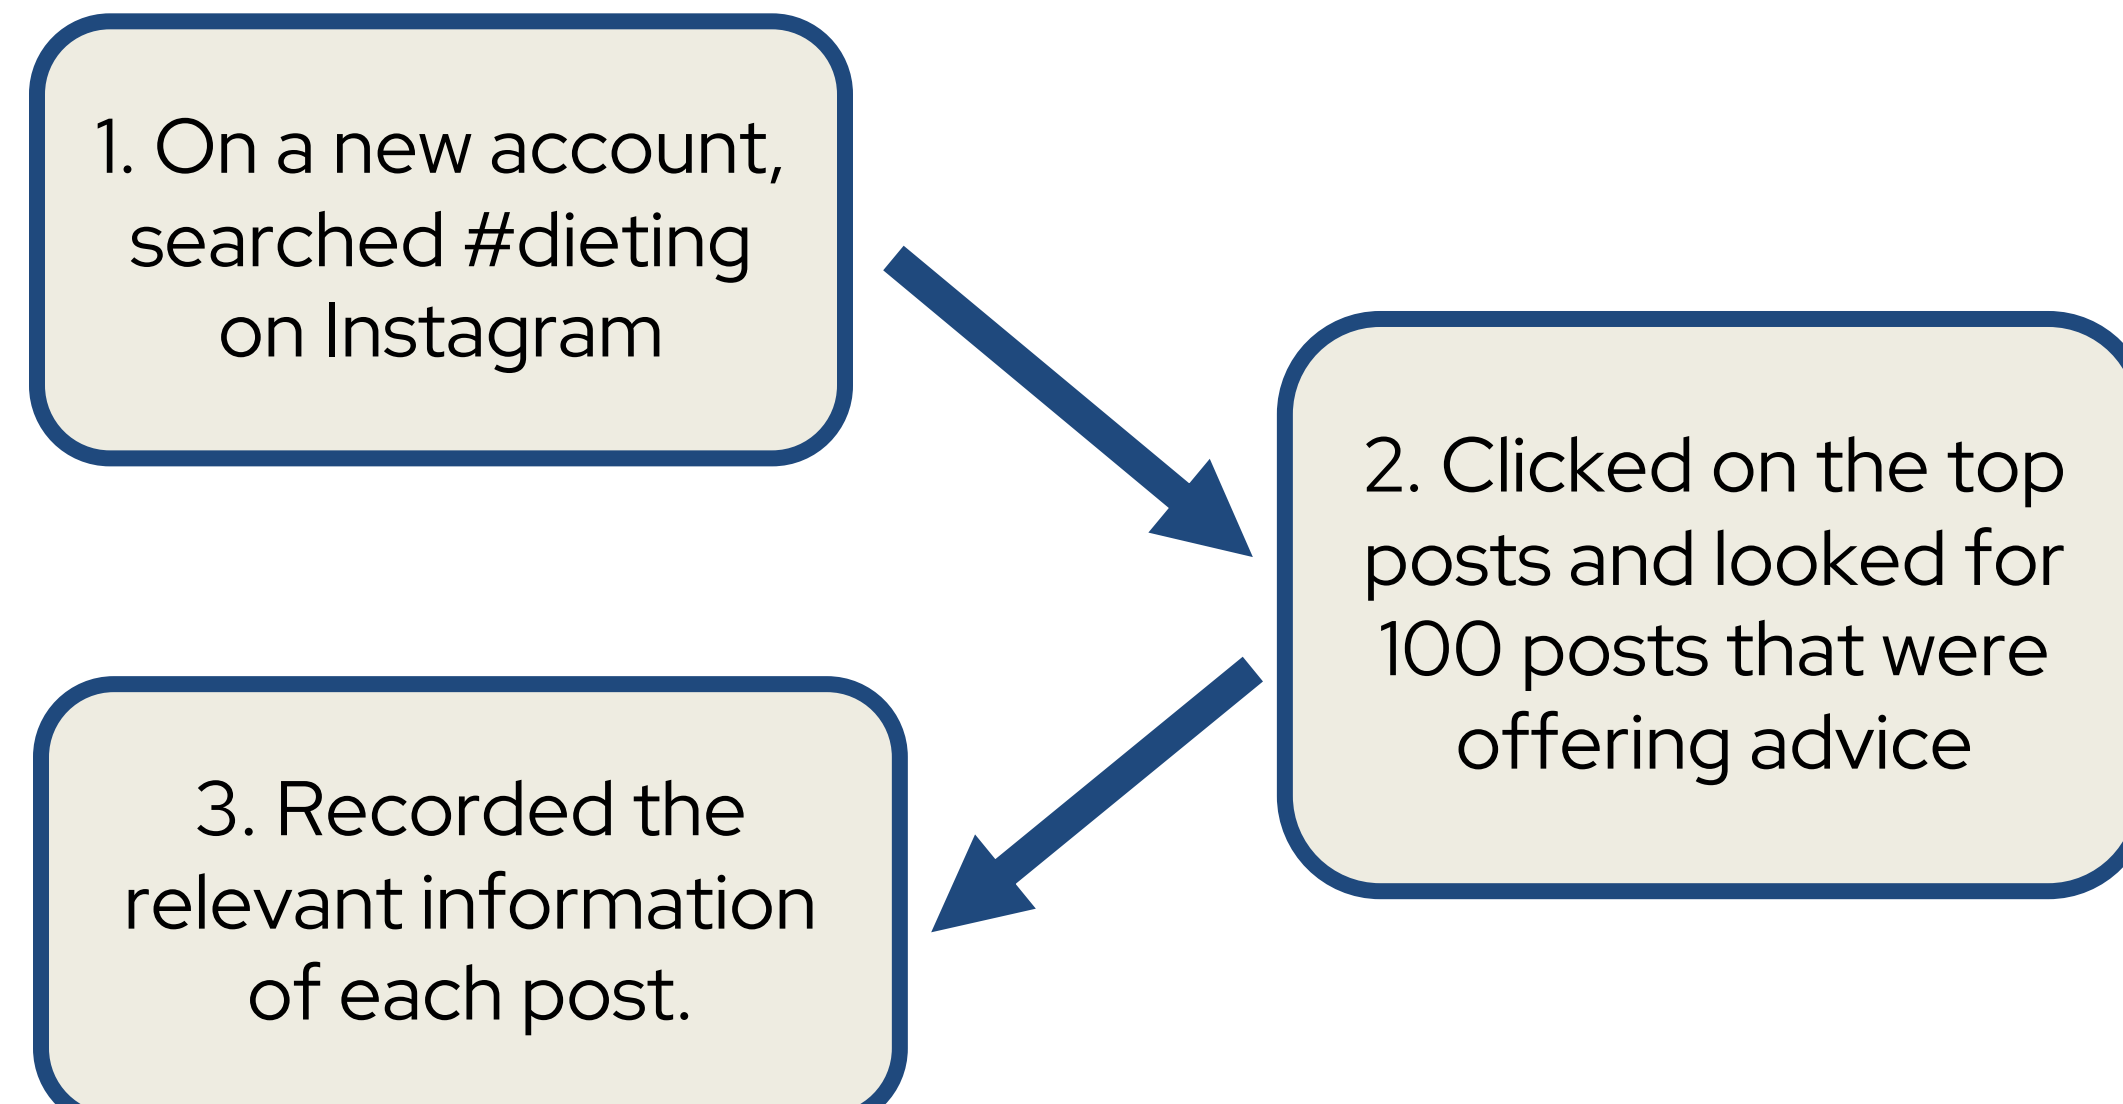 1. On a new account,
searched #dieting
on Instagram
2. Clicked on the top
posts and looked for
100 posts that were
offering advice
3. Recorded the
relevant information
of each post.